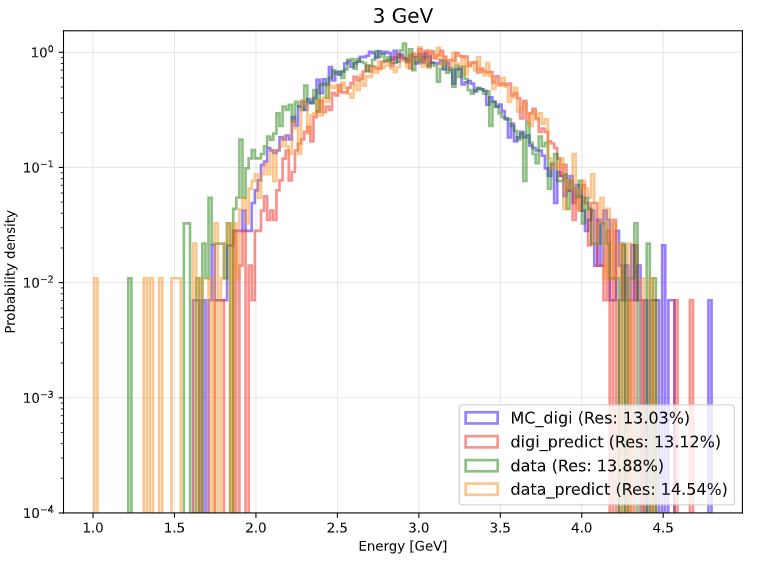 3 GeV
Probability density
10⁰
10⁻¹
10⁻²
10⁻³
10⁻⁴
MC_digi (Res: 13.03%)
digi_predict (Res: 13.12%)
data (Res: 13.88%)
data_predict (Res: 14.54%)
1.0 1.5 2.0 2.5 3.0 3.5 4.0 4.5
Energy [GeV]